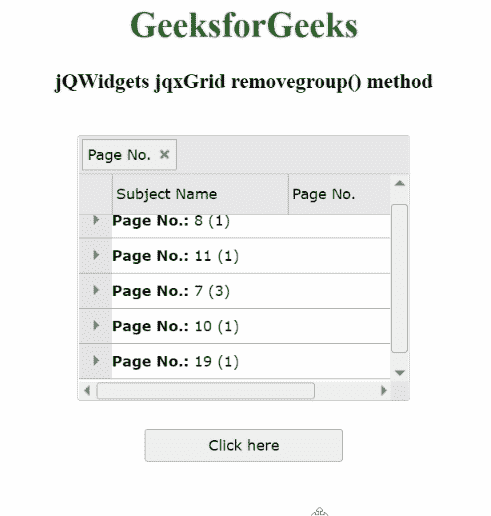 GeeksforGeeks
jQWidgets jqxGrid removegroup() method
Page No. ×
Subject Name Page No.
Page No.: 8 (1)
Page No.: 11 (1)
Page No.: 7 (3)
Page No.: 10 (1)
Page No.: 19 (1)
Click here